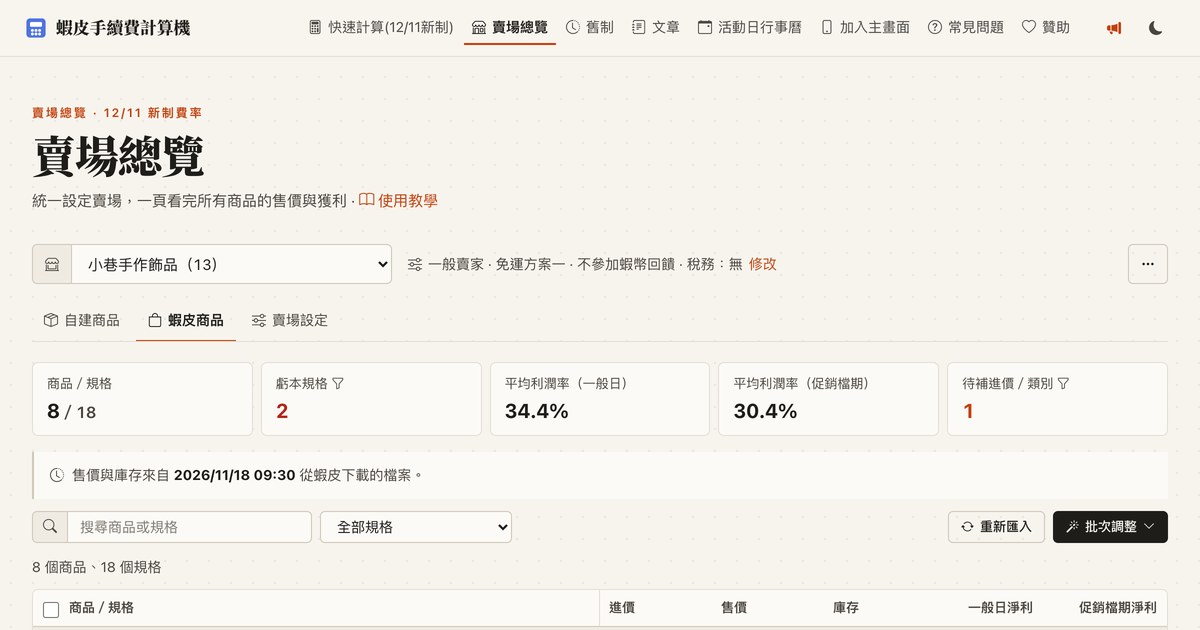 蝦皮手續費計算機
快速計算(12/11新制) 賣場總覽 舊制 文章 活動日行事曆 加入主畫面 常見問題 贊助
賣場總覽 · 12/11 新制費率
賣場總覽
統一設定賣場，一頁看完所有商品的售價與獲利 · 使用教學
小巷手作飾品（13）
一般賣家 · 免運方案一 · 不參加蝦幣回饋 · 稅務：無 修改
自建商品 蝦皮商品 賣場設定
商品 / 規格
8 / 18
虧本規格
2
平均利潤率（一般日）
34.4%
平均利潤率（促銷檔期）
30.4%
待補進價 / 類別
1
售價與庫存來自 2026/11/18 09:30 從蝦皮下載的檔案。
搜尋商品或規格
全部規格
重新匯入
批次調整
8 個商品、18 個規格
商品 / 規格 進價 售價 庫存 一般日淨利 促銷檔期淨利